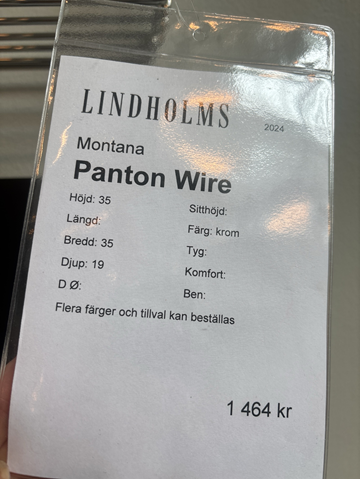 LINDHOLMS
2024
Montana
Panton Wire
Höjd: 35
Sitthöjd:
Längd:
Färg: krom
Bredd: 35
Tyg:
Djup: 19
Komfort:
D Ø:
Ben:
Flera färger och tillval kan beställas
1 464 kr